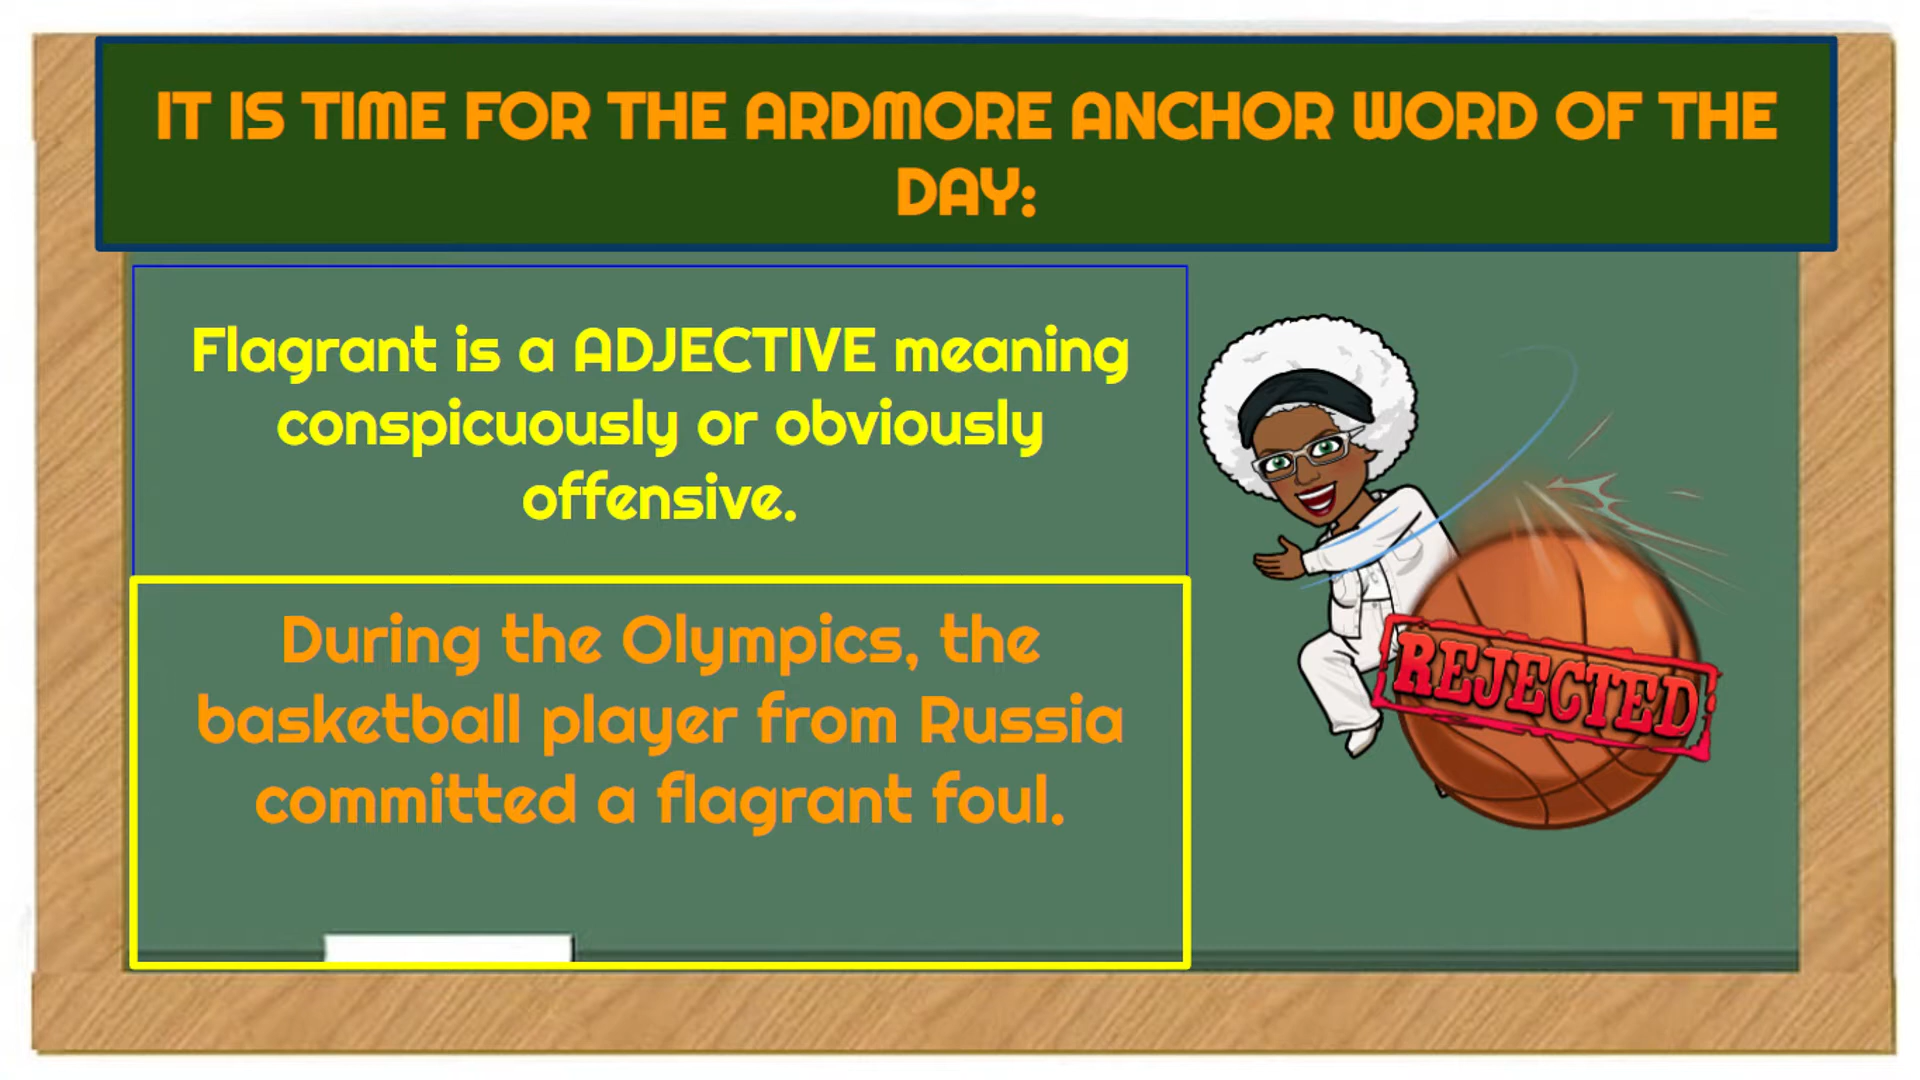 IT IS TIME FOR THE ARDMORE ANCHOR WORD OF THE
DAY:
Flagrant is a ADJECTIVE meaning
conspicuously or obviously
offensive.
During the Olympics, the
basketball player from Russia
committed a flagrant foul.
REJECTED